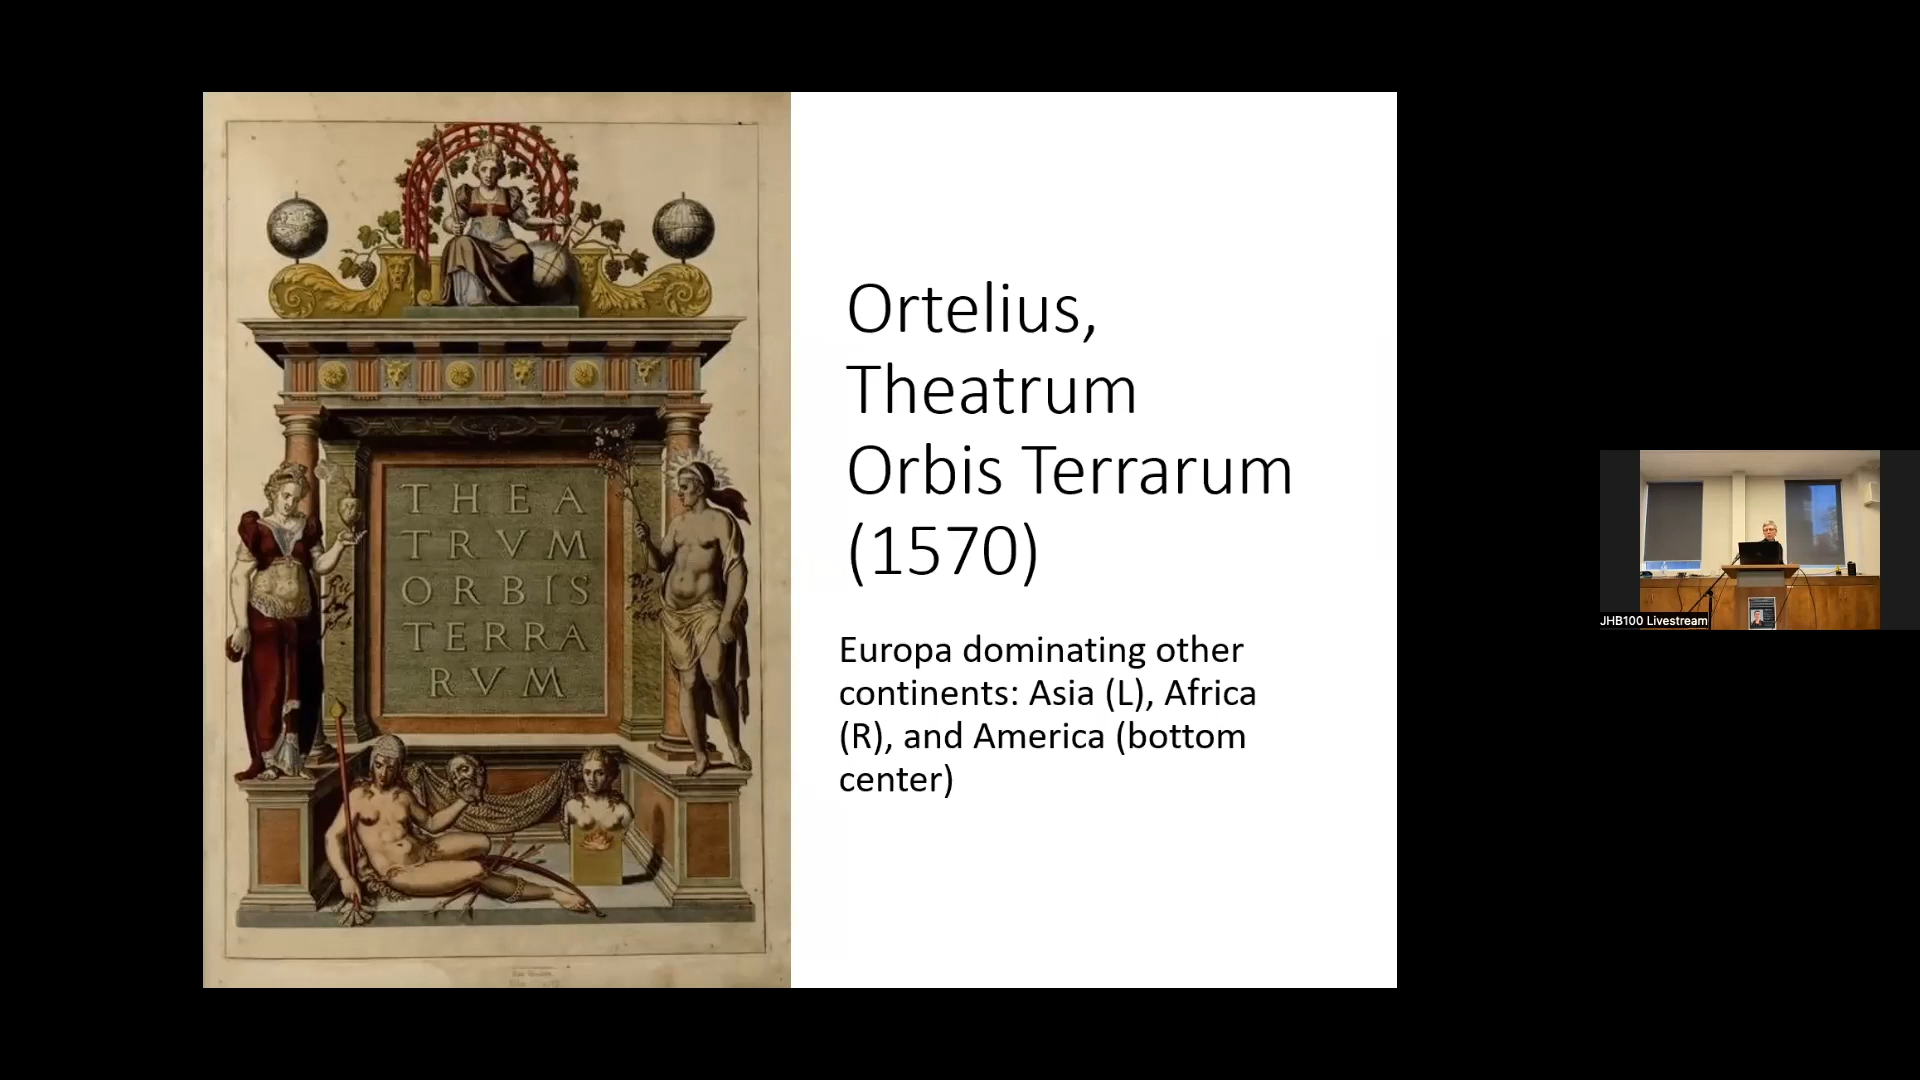 THEA
TRVM
ORBIS
TERRA
RVM
Ortelius,
Theatrum
Orbis Terrarum
(1570)
Europa dominating other
continents: Asia (L), Africa
(R), and America (bottom
center)
JHB100 Livestream